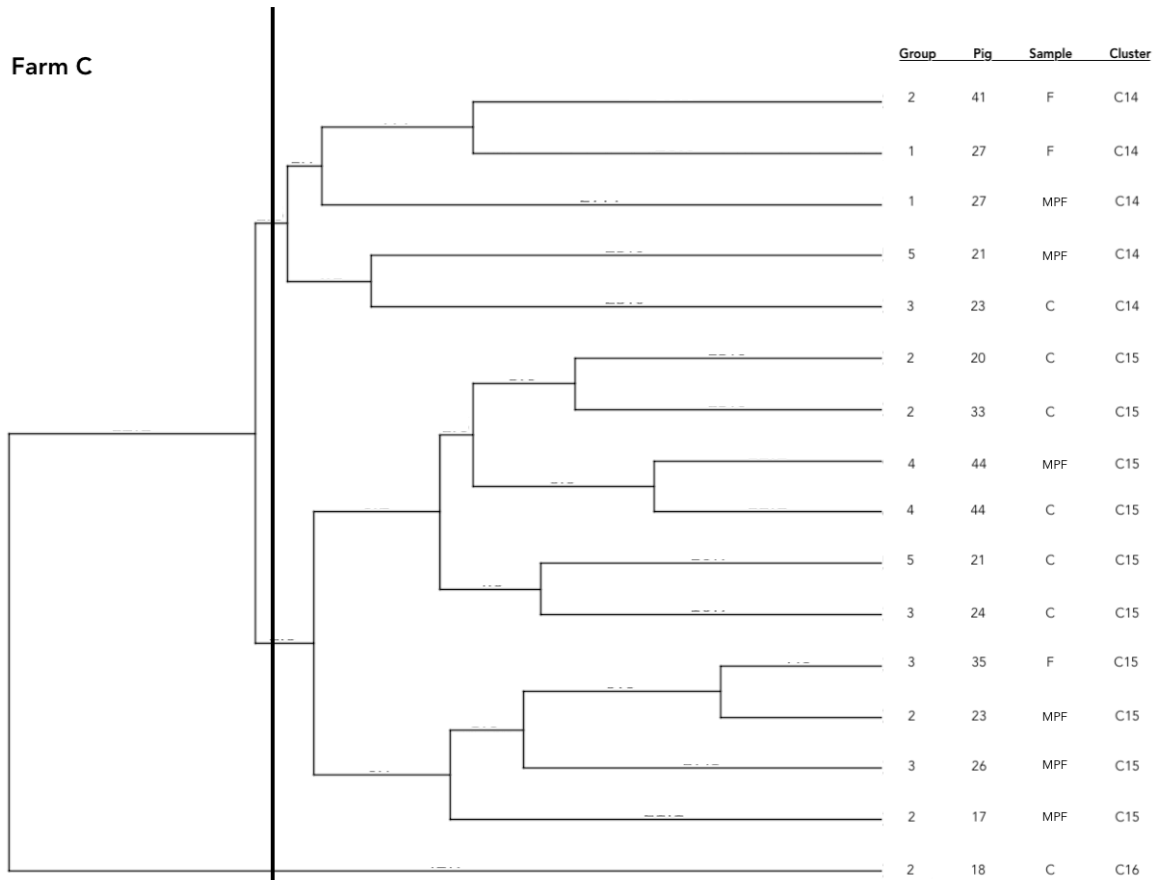 Farm C
Group Pig Sample Cluster
2 41 F C14
1 27 F C14
1 27 MPF C14
5 21 MPF C14
3 23 C C14
2 20 C C15
2 33 C C15
4 44 MPF C15
4 44 C C15
5 21 C C15
3 24 C C15
3 35 F C15
2 23 MPF C15
3 26 MPF C15
2 17 MPF C15
2 18 C C16